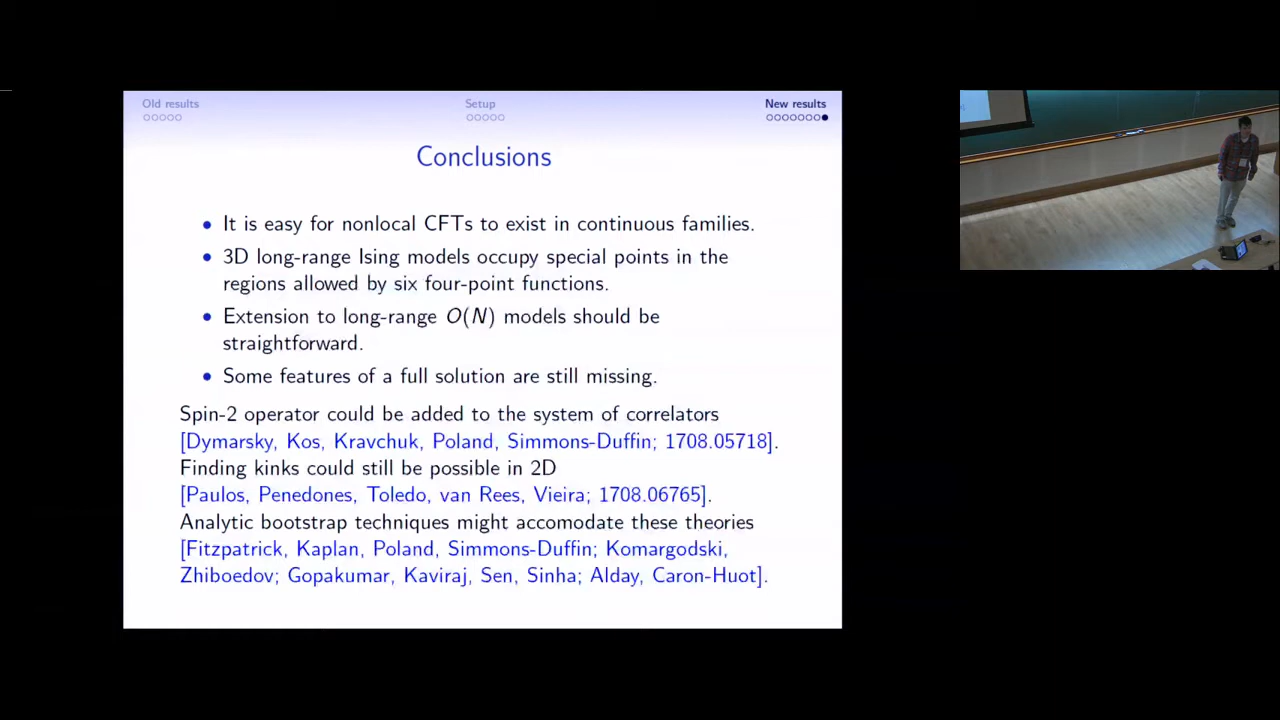 Old results
Setup
New results
Conclusions
• It is easy for nonlocal CFTs to exist in continuous families.
• 3D long-range Ising models occupy special points in the
regions allowed by six four-point functions.
• Extension to long-range O(N) models should be
straightforward.
• Some features of a full solution are still missing.
Spin-2 operator could be added to the system of correlators
[Dymarsky, Kos, Kravchuk, Poland, Simmons-Duffin; 1708.05718].
Finding kinks could still be possible in 2D
[Paulos, Penedones, Toledo, van Rees, Vieira; 1708.06765].
Analytic bootstrap techniques might accomodate these theories
[Fitzpatrick, Kaplan, Poland, Simmons-Duffin; Komargodski,
Zhiboedov; Gopakumar, Kaviraj, Sen, Sinha; Alday, Caron-Huot].